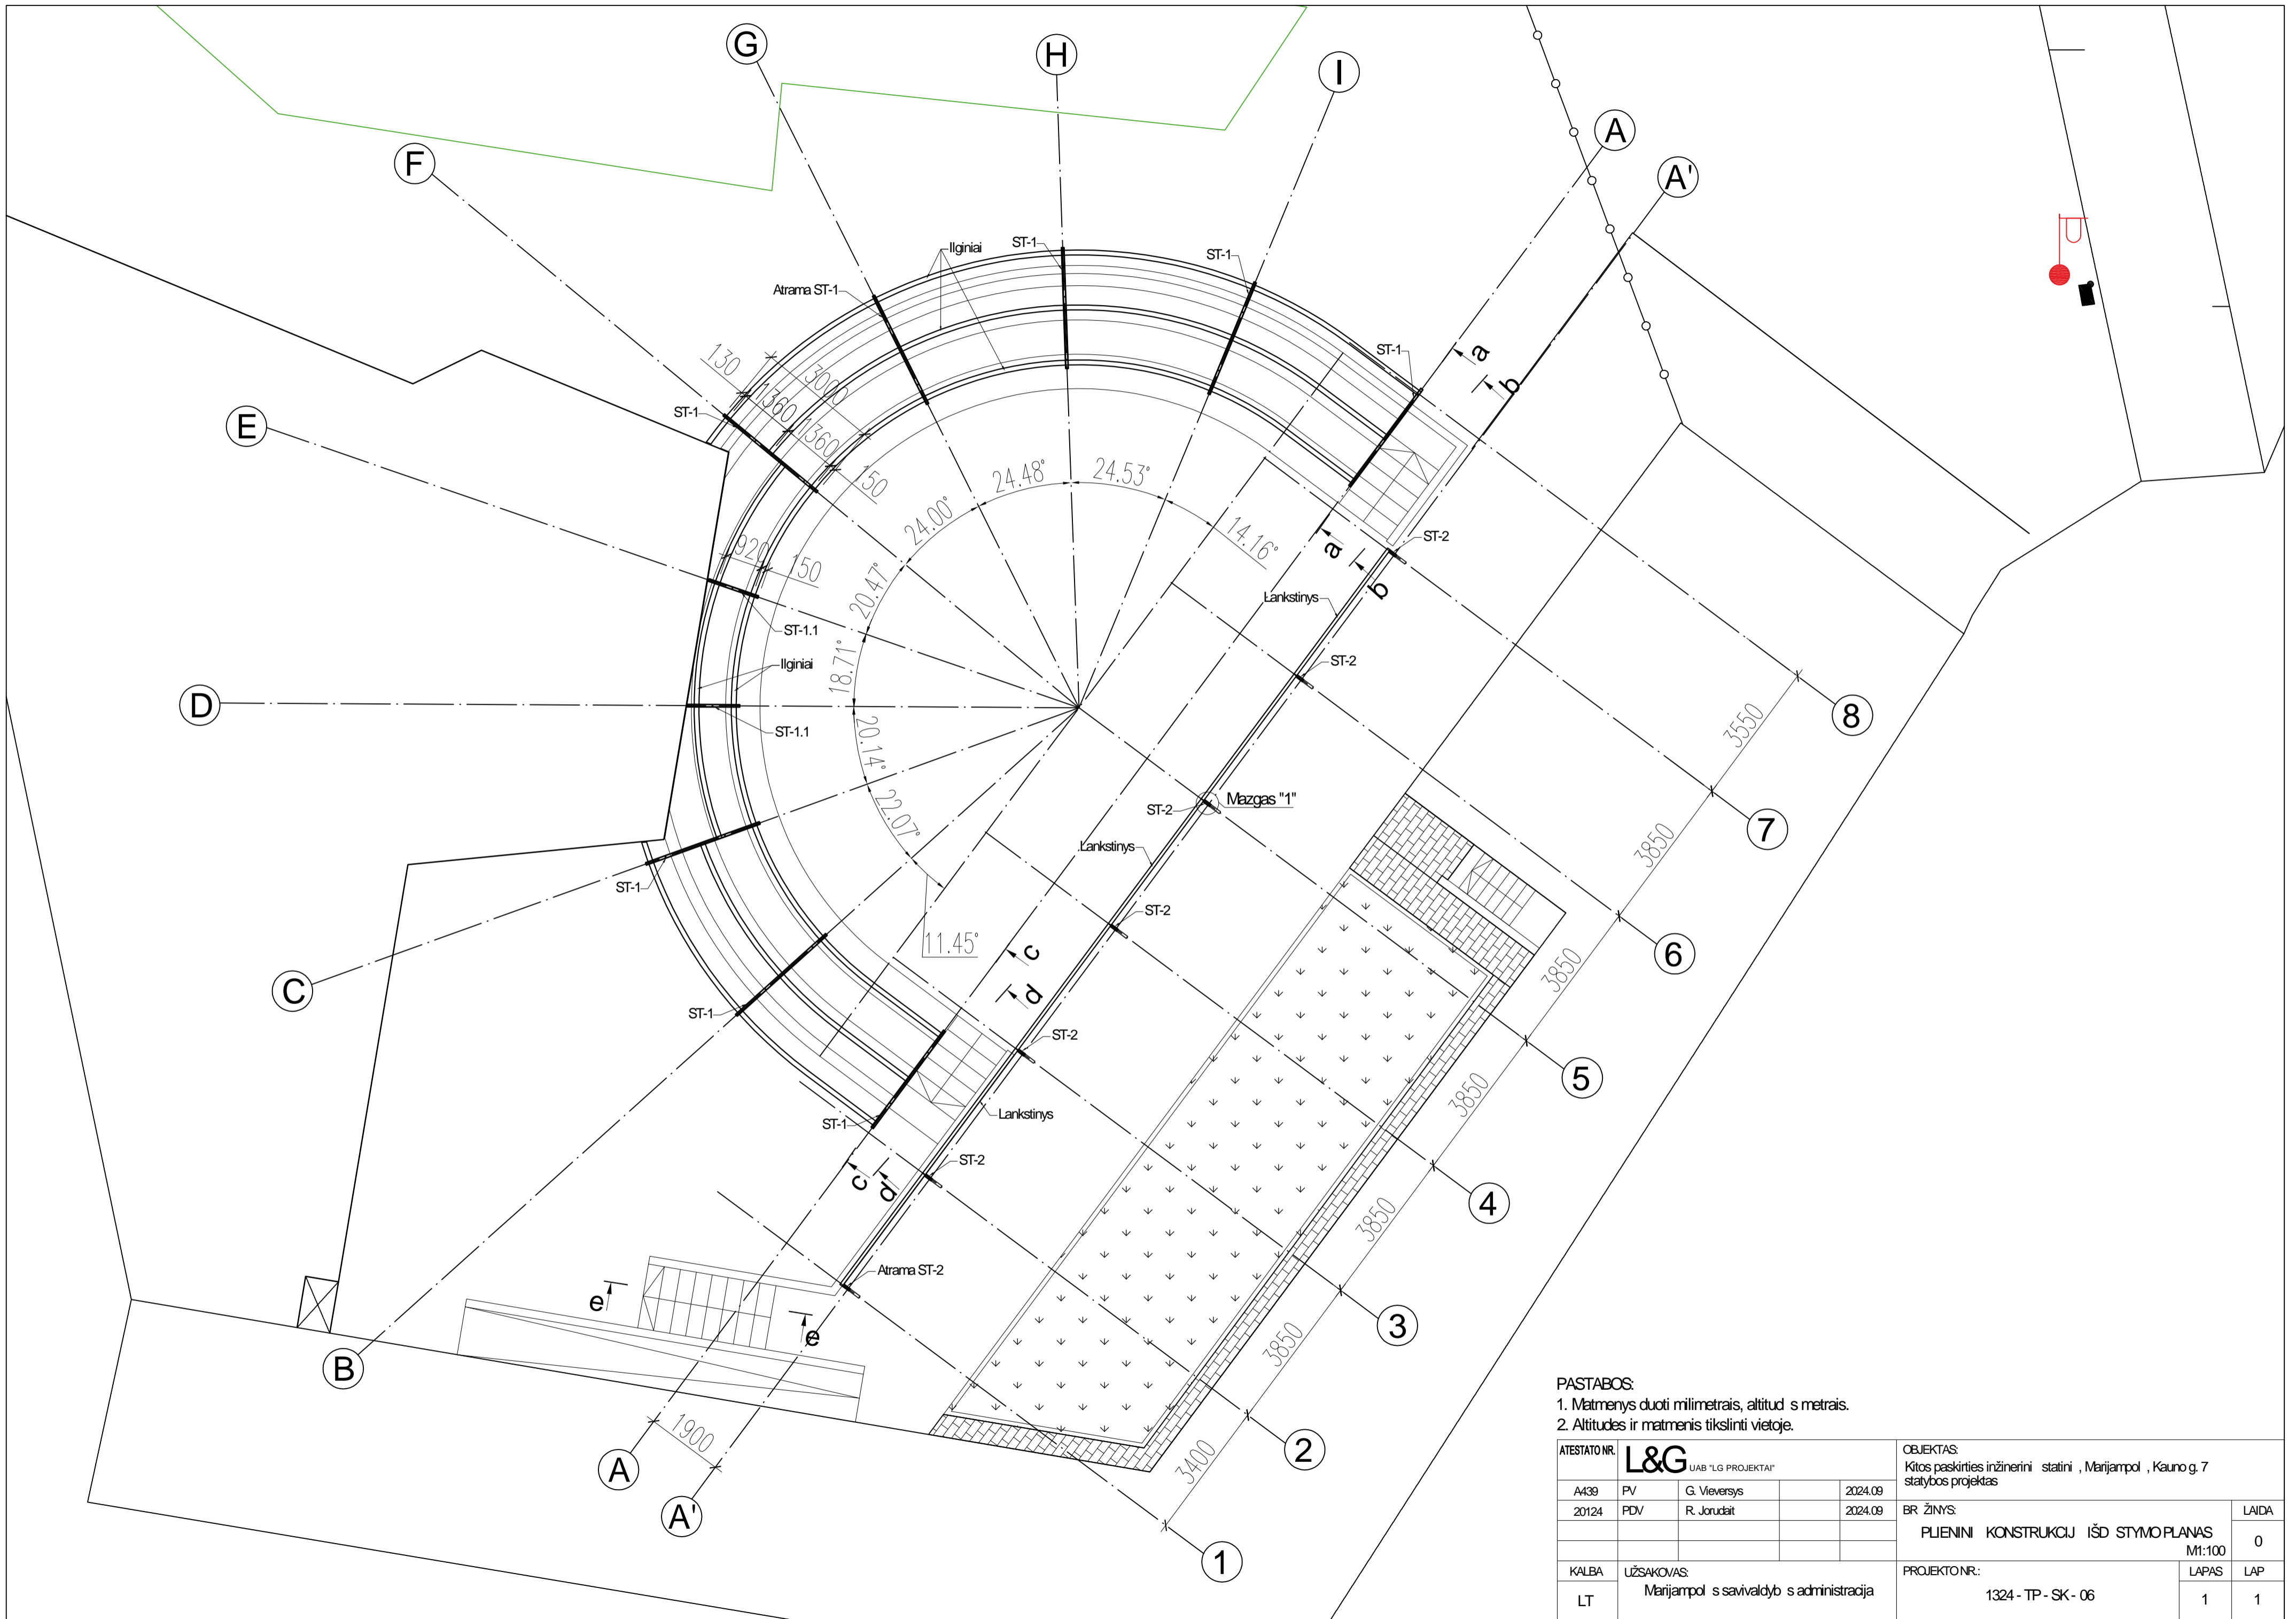 G
H
I
A
A'
F
E
D
C
B
Ilginiai
ST-1
ST-1
Atrama ST-1
ST-1
a
b
130
3000
1360
1360
150
ST-1
24.48°
24.53°
24.00°
14.16°
20.47°
18.71°
20.14°
22.07°
11.45°
920
150
ST-1.1
Ilginiai
ST-1.1
ST-1
ST-1
ST-1
a
b
ST-2
Lankstinys
ST-2
Mazgas "1"
ST-2
Lankstinys
ST-2
c
d
ST-2
Lankstinys
ST-2
c
d
Atrama ST-2
e
e
8
3550
7
3850
6
3850
5
3850
4
3850
3
3850
2
3400
1
1900
A
A'
PASTABOS:
1. Matmenys duoti milimetrais, altitud s metrais.
2. Altitudes ir matmenis tikslinti vietoje.
ATESTATO NR.
L&G UAB "LG PROJEKTAI"
OBJEKTAS:
Kitos paskirties inžinerini statini , Marijampol , Kauno g. 7
statybos projektas
A439 PV G. Vieversys 2024.09
20124 PDV R. Jorudait 2024.09
BR ŽINYS:
LAIDA
PLIENINI KONSTRUKCIJ IŠD STYMO PLANAS
M1:100
0
KALBA
UŽSAKOVAS:
PROJEKTO NR.:
LAPAS
LAP
LT
Marijampol s savivaldyb s administracija
1324 - TP - SK - 06
1
1